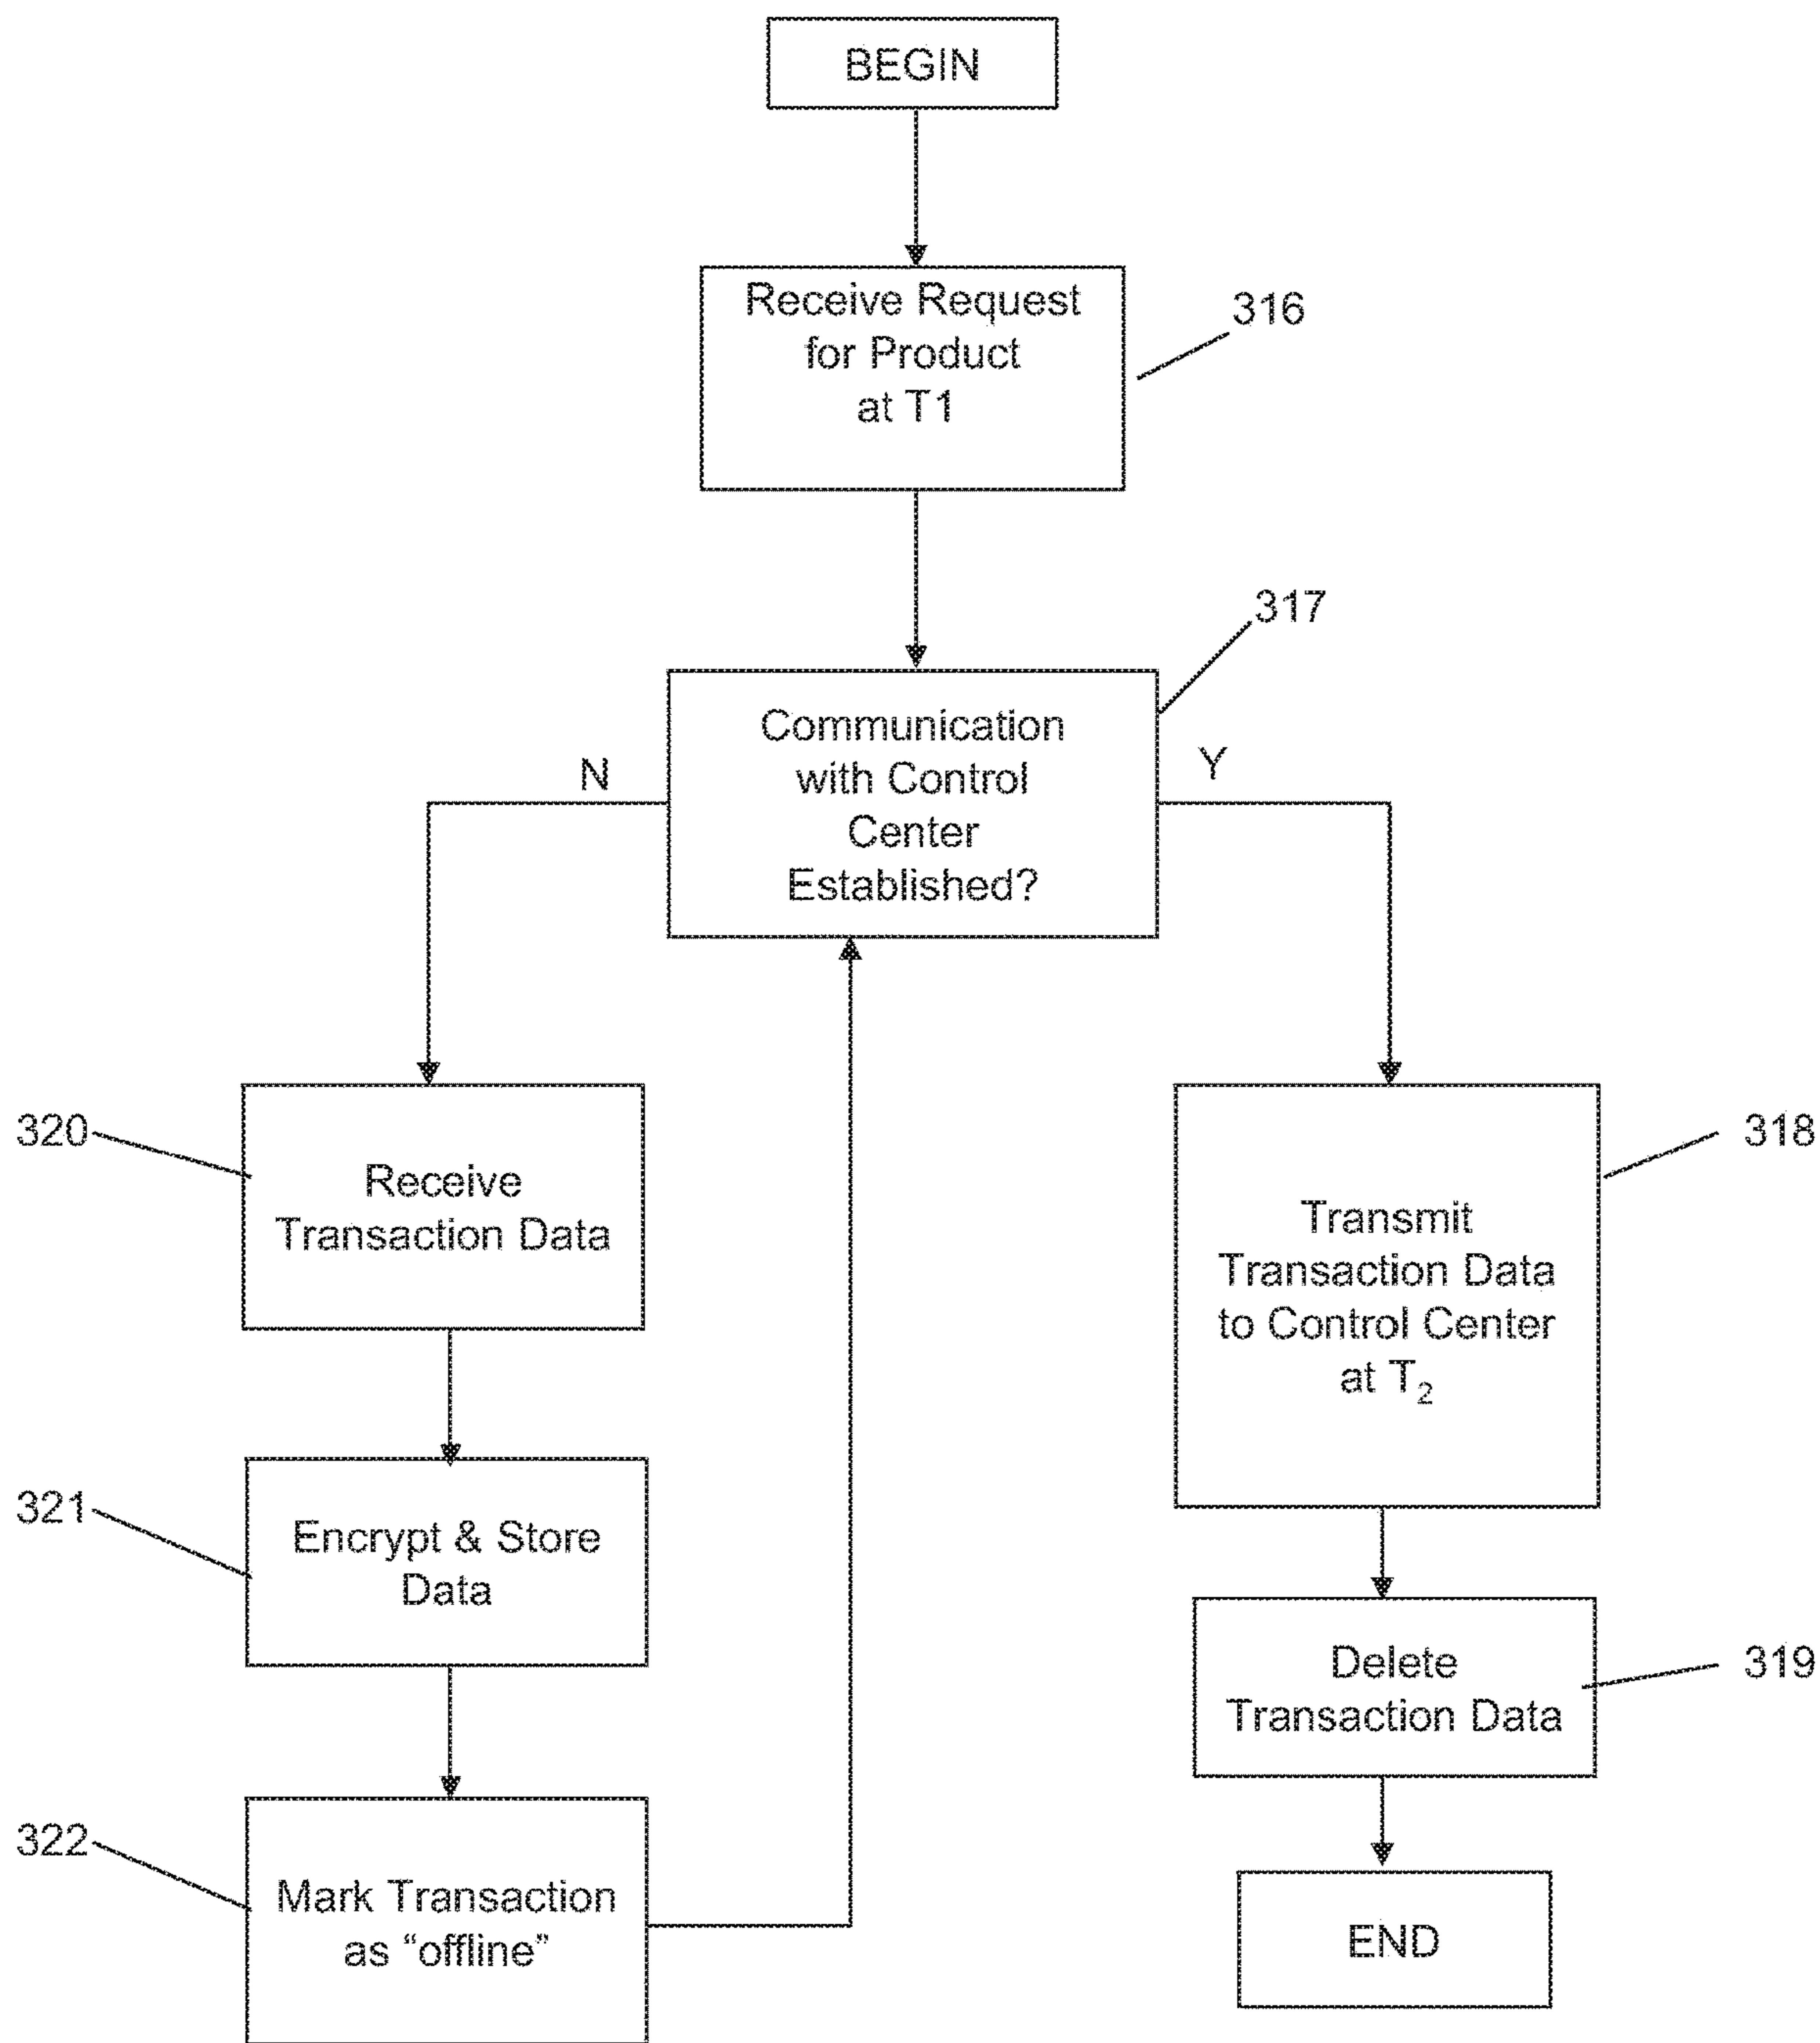 BEGIN
Receive Request
for Product
at T1
316
317
Communication
with Control
Center
Established?
N
Y
320
Receive
Transaction Data
318
Transmit
Transaction Data
to Control Center
at T₂
321
Encrypt & Store
Data
319
Delete
Transaction Data
322
Mark Transaction
as “offline”
END